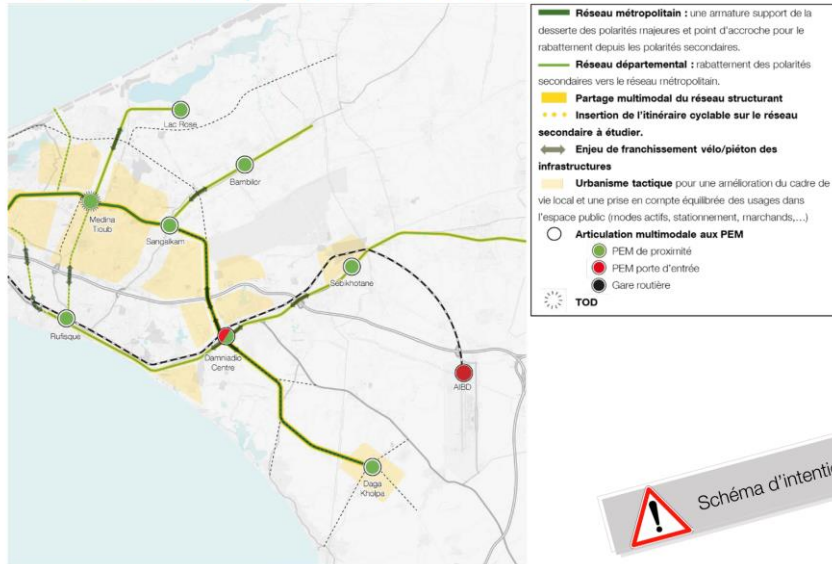 Lac Rose
Bambilor
Medina
Tioub
Sangalkam
Sébikhotane
Rufisque
Damniadio
Centre
AIBD
Daga
Kholpa
Réseau métropolitain : une armature support de la
desserte des polarités majeures et point d'accroche pour le
rabattement depuis les polarités secondaires.
Réseau départemental : rabattement des polarités
secondaires vers le réseau métropolitain.
Partage multimodal du réseau structurant
Insertion de l'itinéraire cyclable sur le réseau
secondaire à étudier.
Enjeu de franchissement vélo/piéton des
infrastructures
Urbanisme tactique pour une amélioration du cadre de
vie local et une prise en compte équilibrée des usages dans
l'espace public (modes actifs, stationnement, marchands,...)
Articulation multimodale aux PEM
PEM de proximité
PEM porte d'entrée
Gare routière
TOD
Schéma d'intentio